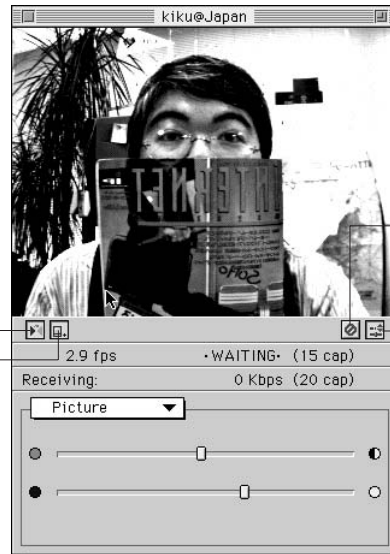 kiku@Japan
INTERNET
2.9 fps ·WAITING· (15 cap)
Receiving: 0 Kbps (20 cap)
Picture